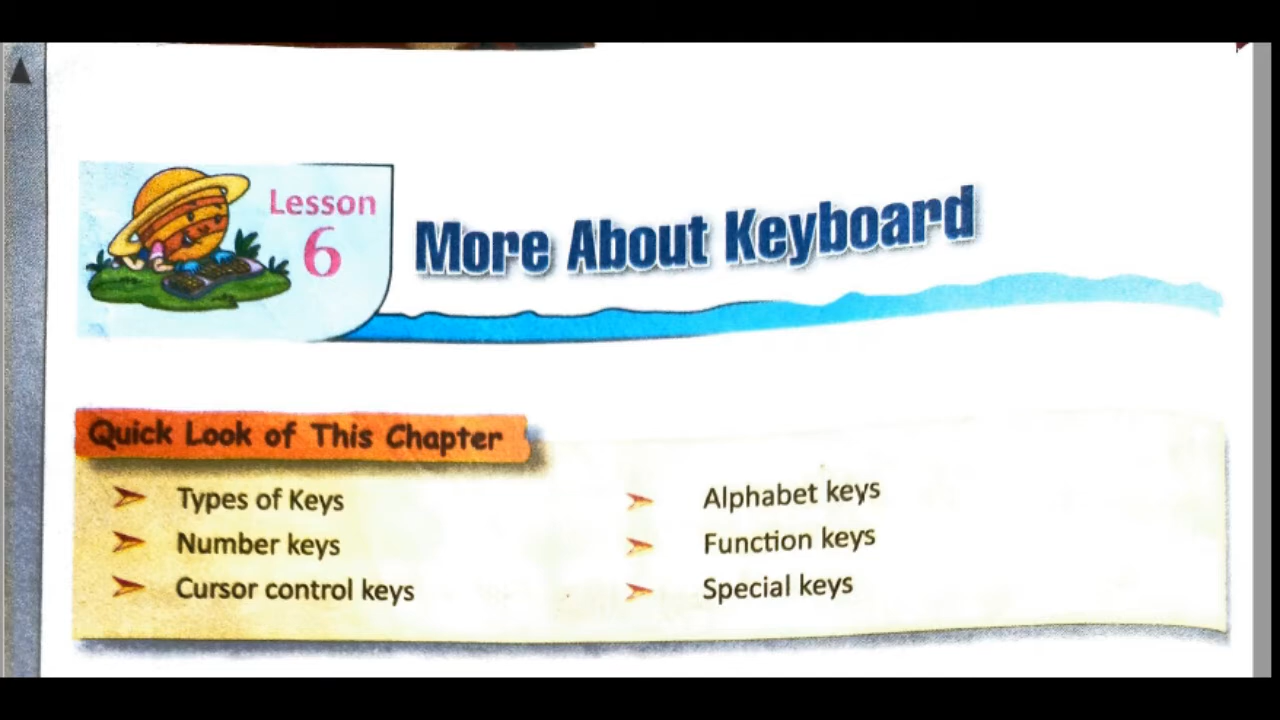 Lesson
6
More About Keyboard
Quick Look of This Chapter
Types of Keys
Number keys
Cursor control keys
Alphabet keys
Function keys
Special keys